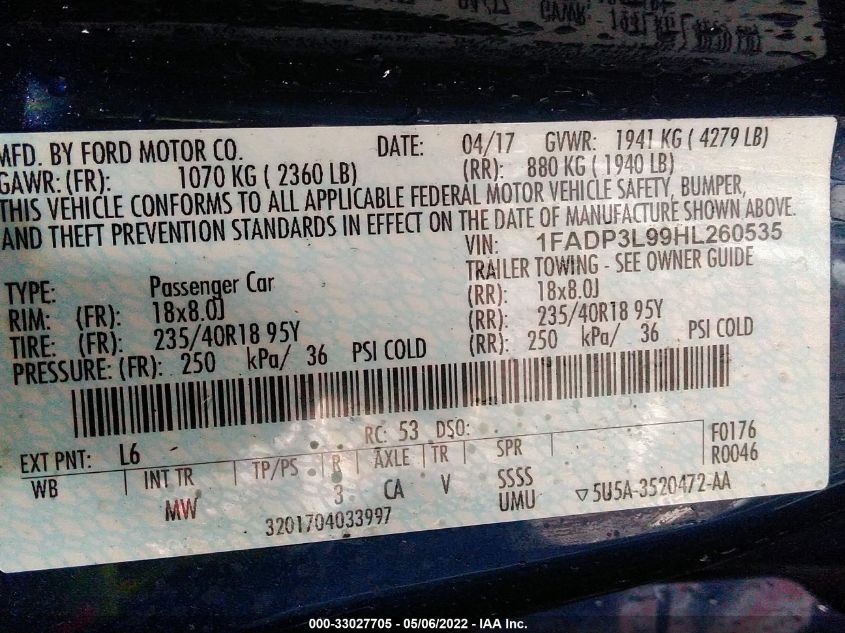 MFD. BY FORD MOTOR CO. DATE: 04/17 GVWR: 1941 KG ( 4279 LB)
GAWR: (FR): 1070 KG ( 2360 LB) (RR): 880 KG ( 1940 LB)
THIS VEHICLE CONFORMS TO ALL APPLICABLE FEDERAL MOTOR VEHICLE SAFETY, BUMPER,
AND THEFT PREVENTION STANDARDS IN EFFECT ON THE DATE OF MANUFACTURE SHOWN ABOVE.
VIN: 1FADP3L99HL260535
TRAILER TOWING - SEE OWNER GUIDE
TYPE: Passenger Car
RIM: (FR): 18x8.0J (RR): 18x8.0J
TIRE: (FR): 235/40R18 95Y (RR): 235/40R18 95Y
PRESSURE: (FR): 250 kPa/ 36 PSI COLD (RR): 250 kPa/ 36 PSI COLD
EXT PNT: L6 RC: 53 DSO: F0176
WB INT TR TP/PS R AXLE TR SPR R0046
MW 3 CA V SSSS
UMU ▽5U5A-3520472-AA
3201704033997
000-33027705 - 05/06/2022 - IAA Inc.